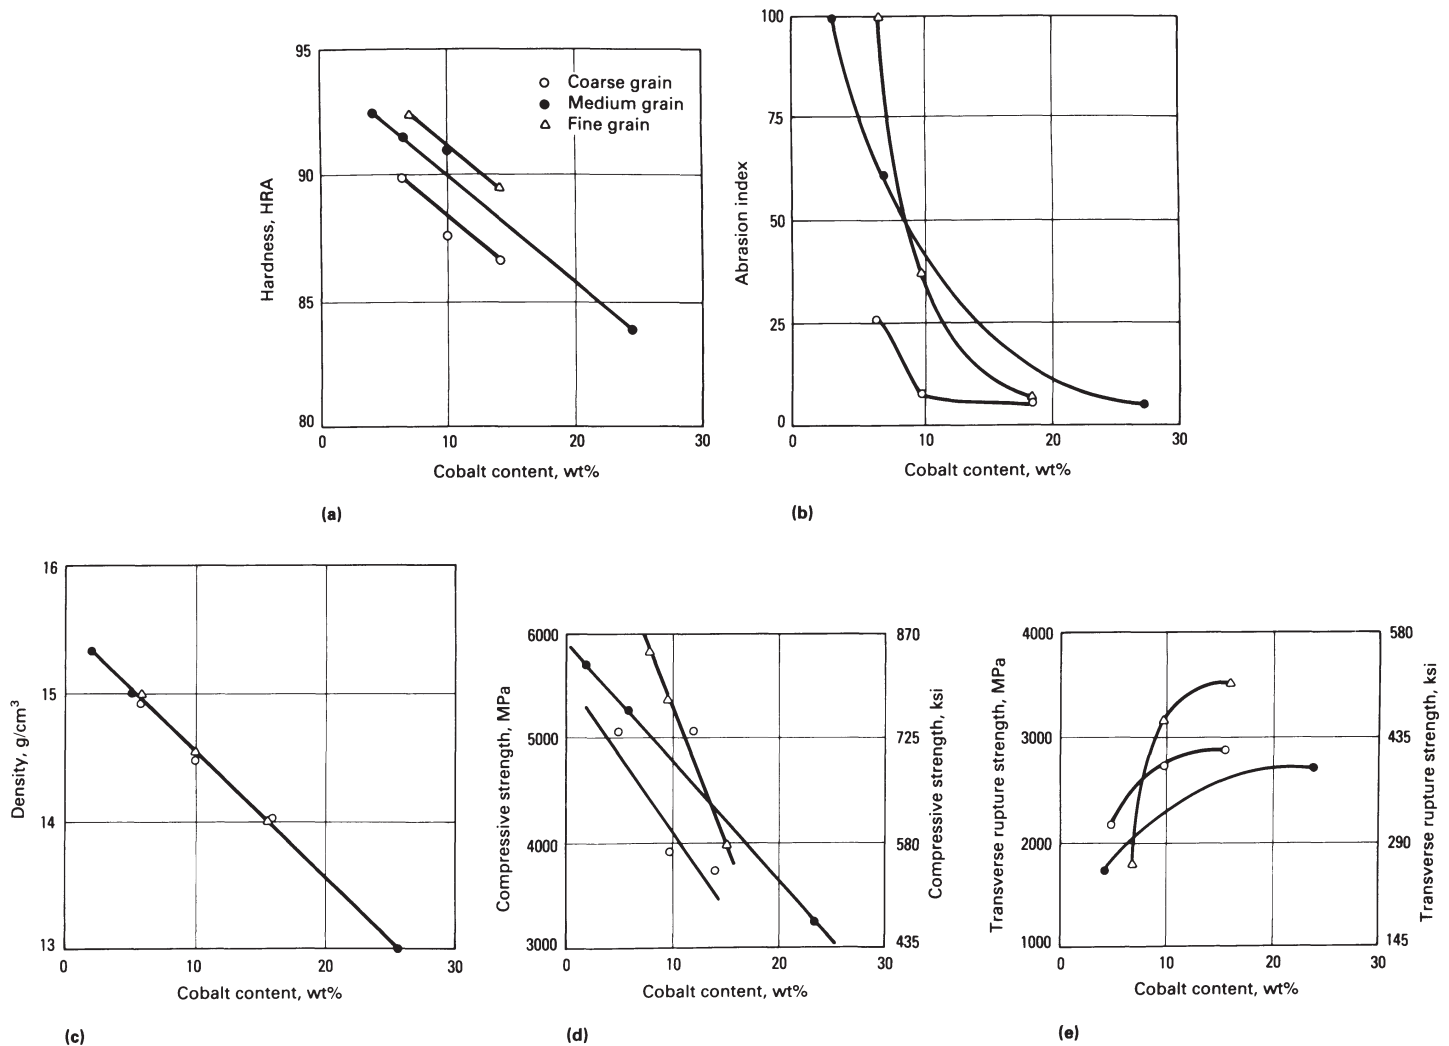 95
90
85
80
Hardness, HRA
Coarse grain
Medium grain
Fine grain
0 10 20 30
Cobalt content, wt%
(a)
100
75
50
25
0
Abrasion index
0 10 20 30
Cobalt content, wt%
(b)
16
15
14
13
Density, g/cm³
0 10 20 30
Cobalt content, wt%
(c)
6000
5000
4000
3000
Compressive strength, MPa
870
725
580
435
Compressive strength, ksi
0 10 20 30
Cobalt content, wt%
(d)
4000
3000
2000
1000
Transverse rupture strength, MPa
580
435
290
145
Transverse rupture strength, ksi
0 10 20 30
Cobalt content, wt%
(e)